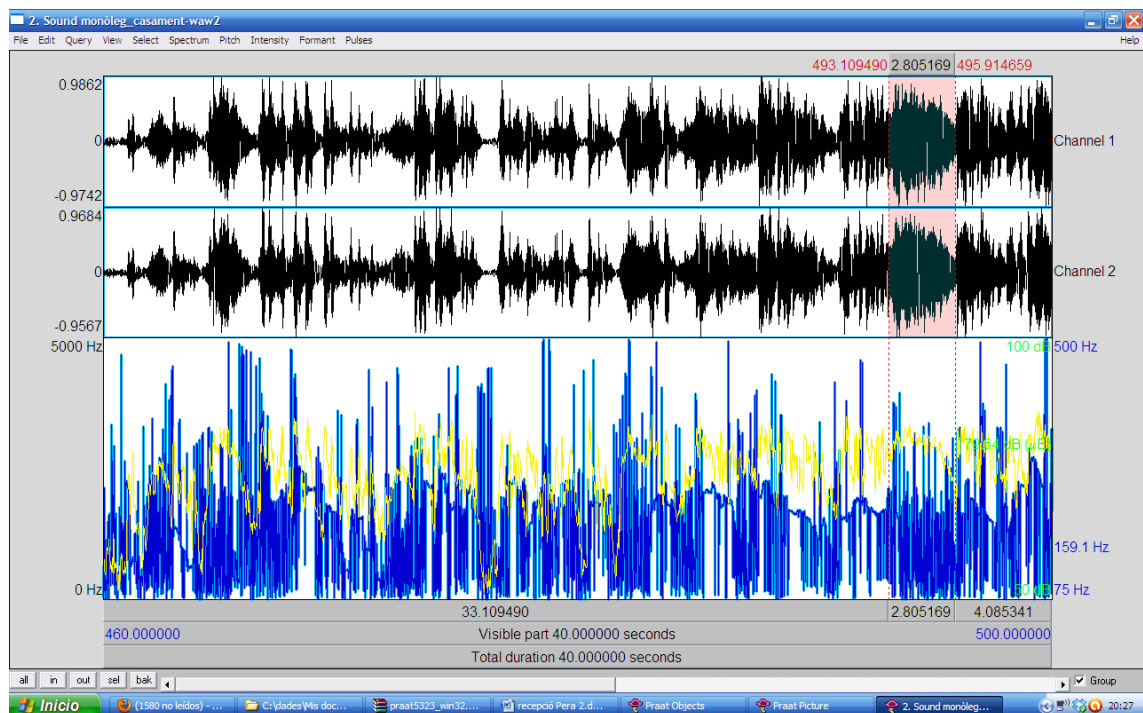 2. Sound monòleg_casament-waw2
File Edit Query View Select Spectrum Pitch Intensity Formant Pulses Help
493.109490 2.805169 495.914659
0.9862
0 Channel 1
-0.9742
0.9684
0 Channel 2
-0.9567
5000 Hz 100 dB 500 Hz
159.1 Hz
0 Hz 50 dB 75 Hz
33.109490 2.805169 4.085341
460.000000 Visible part 40.000000 seconds 500.000000
Total duration 40.000000 seconds
all in out sel bak Group
Inicio (1580 no leídos) - ... C:\dades\Mis doc... praat5323_win32.... recepció Pera 2.d... Praat Objects Praat Picture 2. Sound monòleg... 20:27